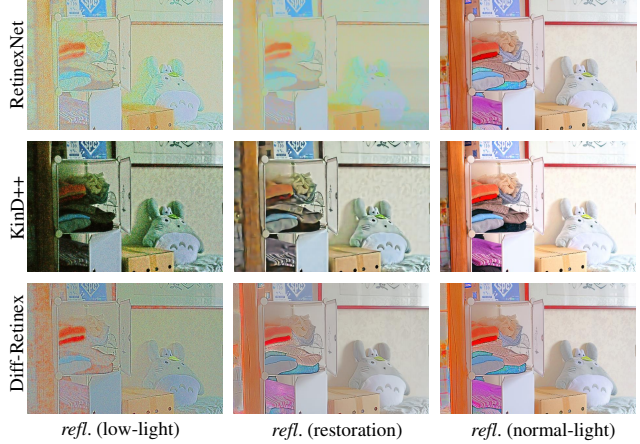 RetinexNet
KinD++
Diff-Retinex
refl. (low-light)
refl. (restoration)
refl. (normal-light)